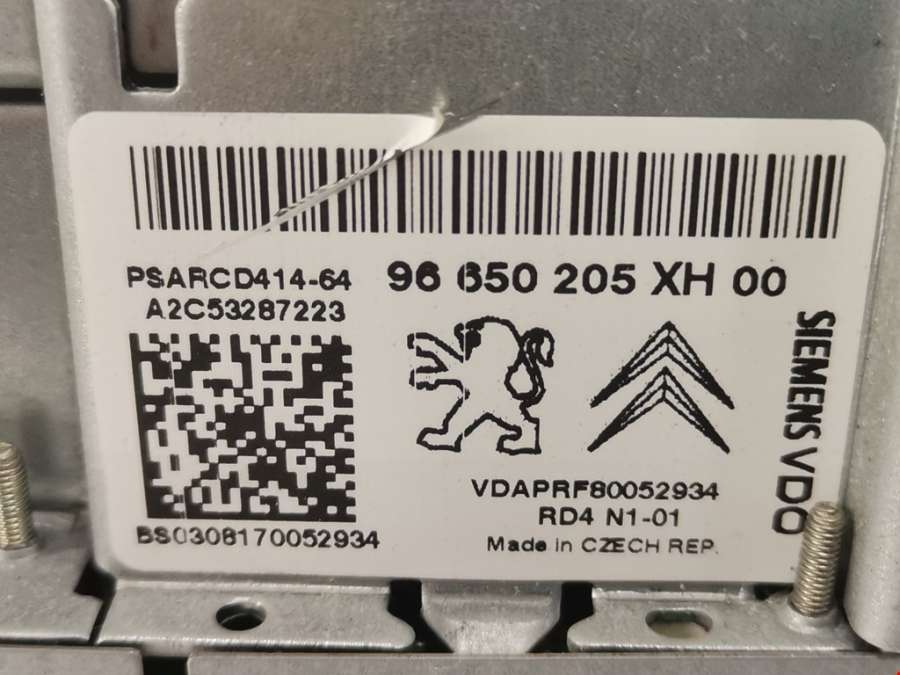 PSARCD414-64
96 650 205 XH 00
A2C53287223
SIEMENS VDO
VDAPRF80052934
RD4 N1-01
BS0308170052934
Made in CZECH REP.